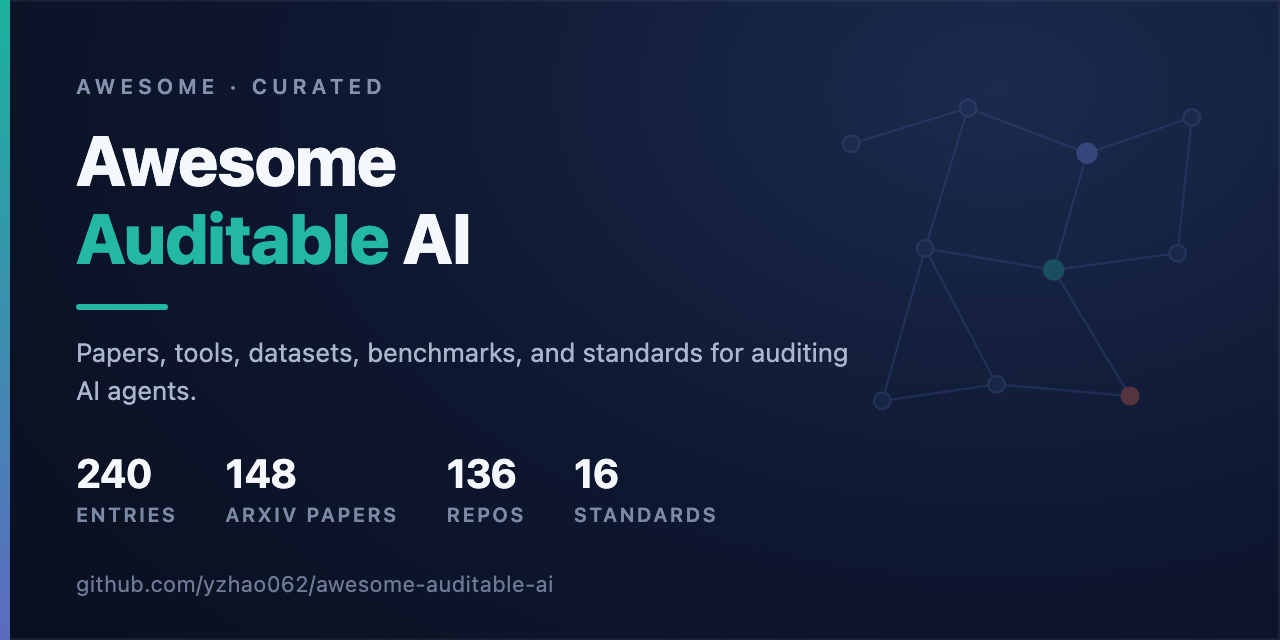 AWESOME · CURATED
Awesome
Auditable AI
Papers, tools, datasets, benchmarks, and standards for auditing
AI agents.
240 148 136 16
ENTRIES ARXIV PAPERS REPOS STANDARDS
github.com/yzhao062/awesome-auditable-ai